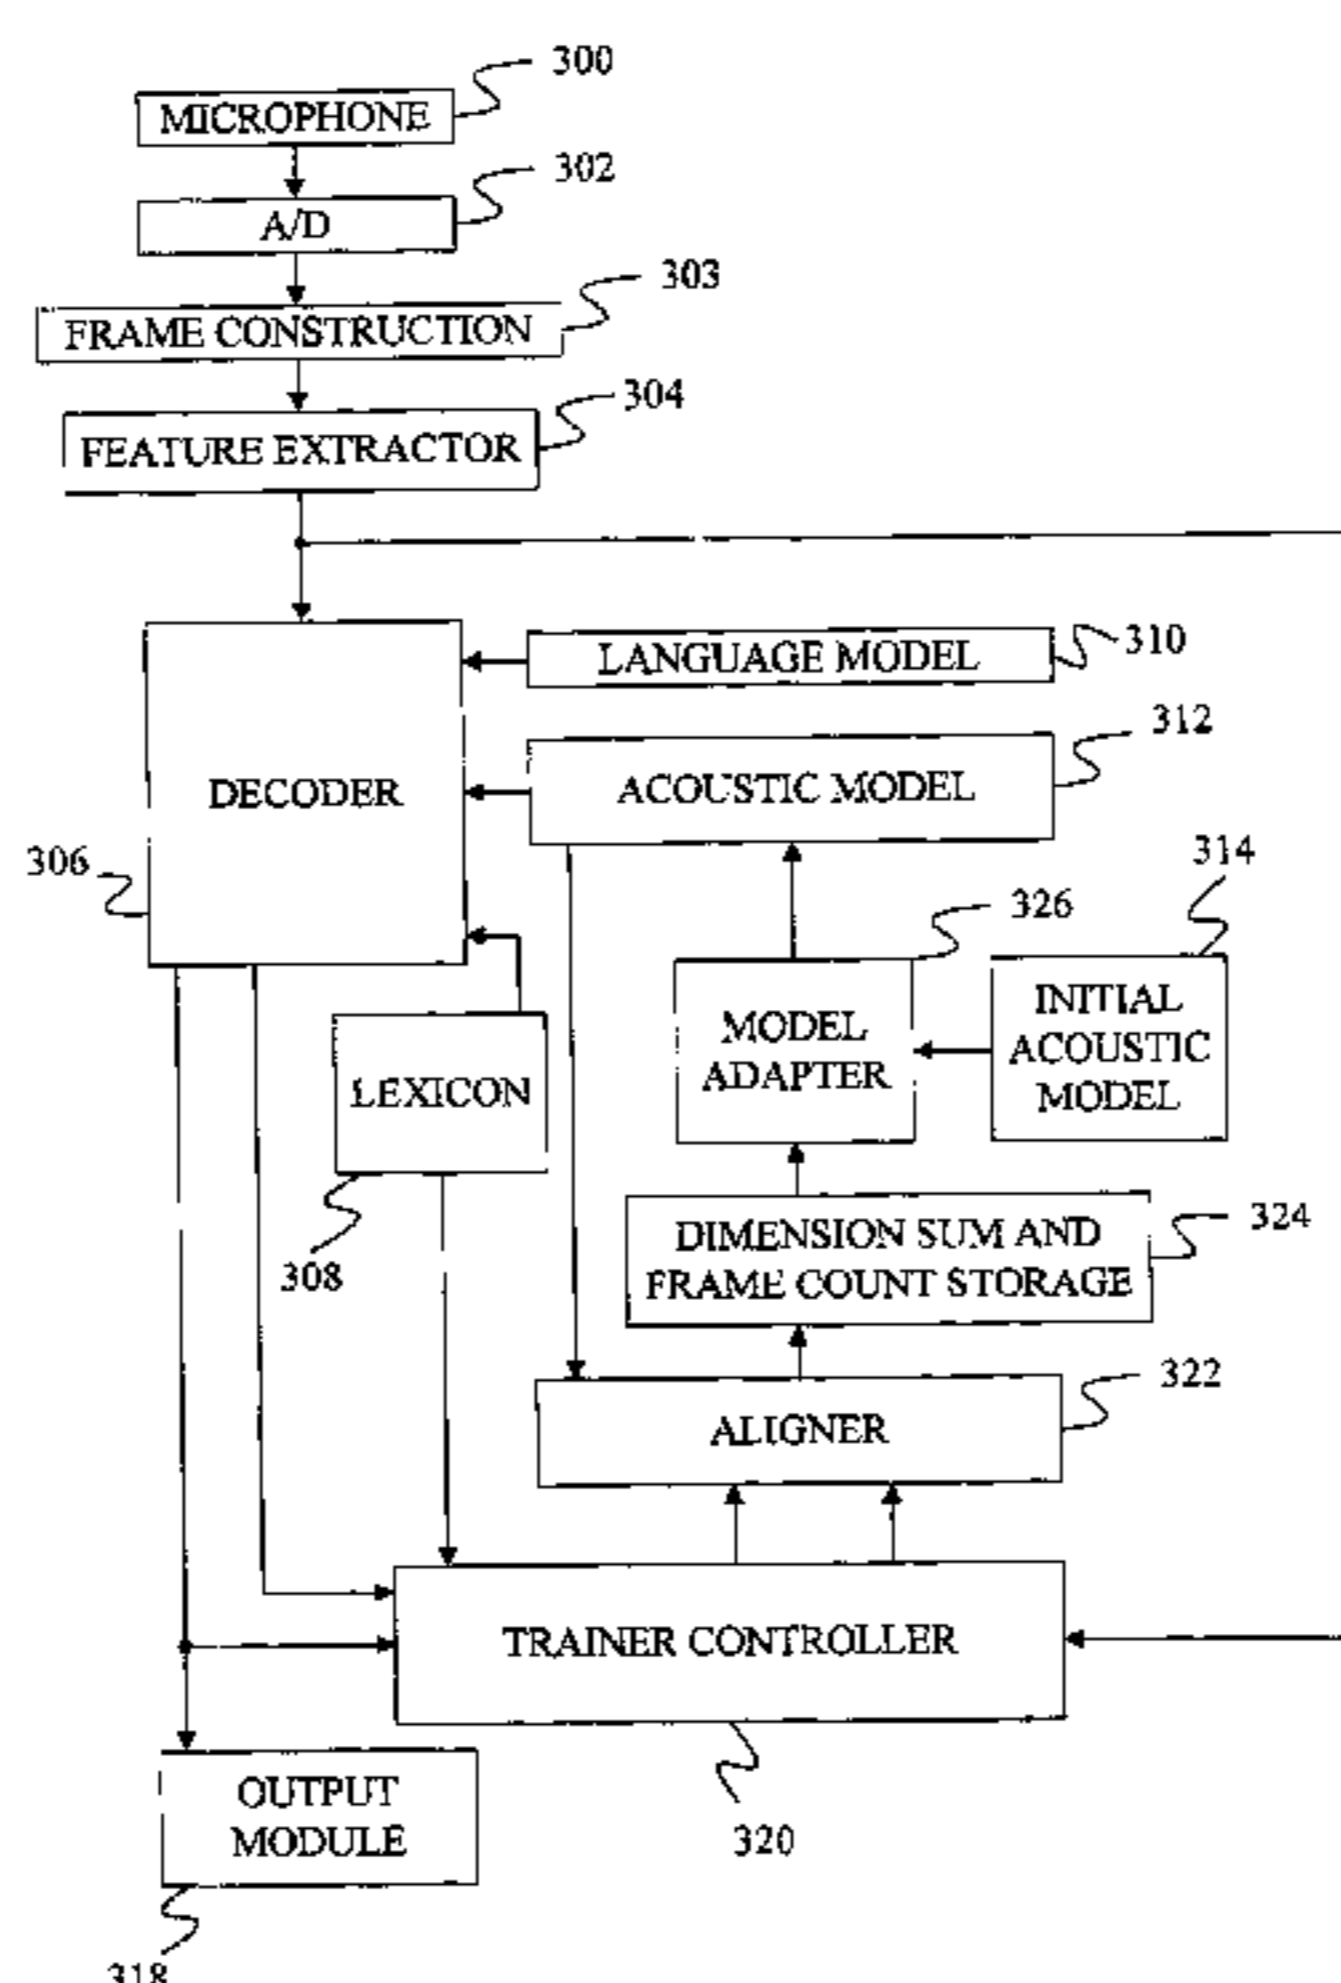 300
MICROPHONE
302
A/D
303
FRAME CONSTRUCTION
304
FEATURE EXTRACTOR
310
LANGUAGE MODEL
312
DECODER
ACOUSTIC MODEL
306
314
326
INITIAL
ACOUSTIC
MODEL
MODEL
ADAPTER
LEXICON
308
324
DIMENSION SUM AND
FRAME COUNT STORAGE
322
ALIGNER
TRAINER CONTROLLER
320
OUTPUT
MODULE
318